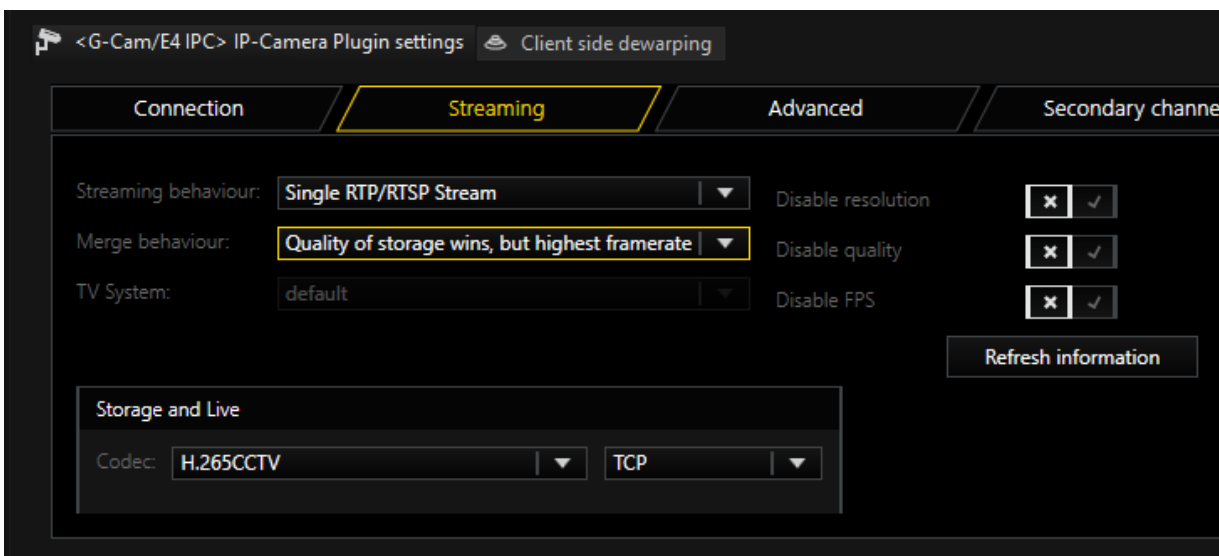 <G-Cam/E4 IPC> IP-Camera Plugin settings Client side dewarping
Connection Streaming Advanced Secondary channe
Streaming behaviour: Single RTP/RTSP Stream Disable resolution
Merge behaviour: Quality of storage wins, but highest framerate Disable quality
TV System: default Disable FPS
Refresh information
Storage and Live
Codec: H.265CCTV TCP